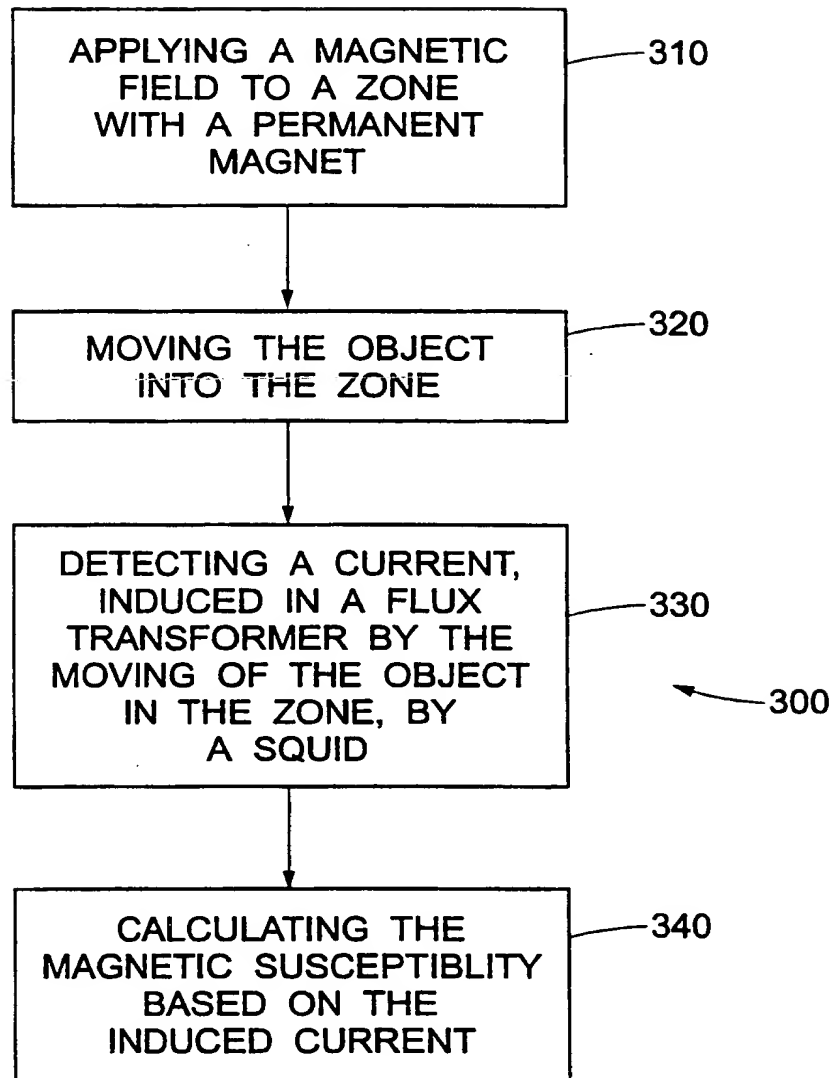 APPLYING A MAGNETIC
FIELD TO A ZONE
WITH A PERMANENT
MAGNET
310
MOVING THE OBJECT
INTO THE ZONE
320
DETECTING A CURRENT,
INDUCED IN A FLUX
TRANSFORMER BY THE
MOVING OF THE OBJECT
IN THE ZONE, BY
A SQUID
330
300
CALCULATING THE
MAGNETIC SUSCEPTIBLITY
BASED ON THE
INDUCED CURRENT
340